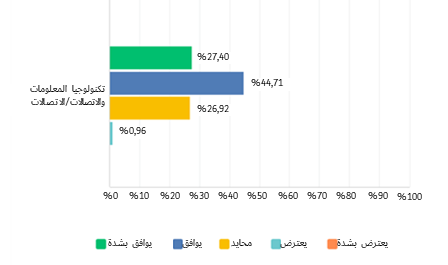 %27,40
%44,71
تكنولوجيا المعلومات
والاتصالات/الاتصالات
%26,92
%0,96
%0 %10 %20 %30 %40 %50 %60 %70 %80 %90 %100
يوافق بشدة يوافق محايد يعترض يعترض بشدة